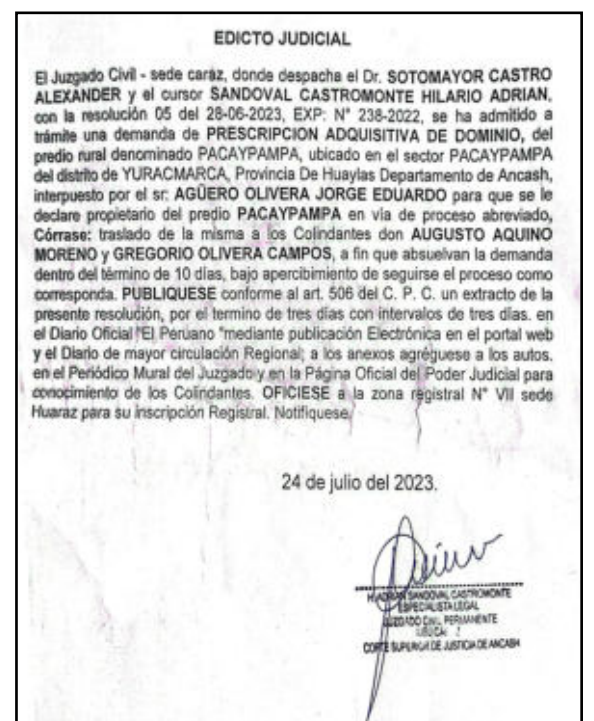 EDICTO JUDICIAL
El Juzgado Civil - sede caraz, donde despacha el Dr. SOTOMAYOR CASTRO
ALEXANDER y el cursor SANDOVAL CASTROMONTE HILARIO ADRIAN,
con la resolución 05 del 28-06-2023, EXP: N° 238-2022, se ha admitido a
trámite una demanda de PRESCRIPCION ADQUISITIVA DE DOMINIO, del
predio rural denominado PACAYPAMPA, ubicado en el sector PACAYPAMPA
del distrito de YURACMARCA, Provincia De Huaylas Departamento de Ancash,
interpuesto por el sr: AGÜERO OLIVERA JORGE EDUARDO para que se le
declare propietario del predio PACAYPAMPA en via de proceso abreviado,
Córrase: traslado de la misma a los Colindantes don AUGUSTO AQUINO
MORENO y GREGORIO OLIVERA CAMPOS, a fin que absuelvan la demanda
dentro del término de 10 días, bajo apercibimiento de seguirse el proceso como
corresponda. PUBLIQUESE conforme al art. 506 del C. P. C. un extracto de la
presente resolución, por el termino de tres días con intervalos de tres días. en
el Diario Oficial "El Peruano "mediante publicación Electrónica en el portal web
y el Diario de mayor circulación Regional; a los anexos agréguese a los autos.
en el Periódico Mural del Juzgado y en la Página Oficial del Poder Judicial para
conocimiento de los Colindantes. OFICIESE a la zona registral N° VII sede
Huaraz para su inscripción Registral. Notifiquese.
24 de julio del 2023.
H. ADRIAN SANDOVAL CASTROMONTE
ESPECIALISTA LEGAL
JUZGADO CIVIL PERMANENTE
CORTE SUPERIOR DE JUSTICIA DE ANCASH